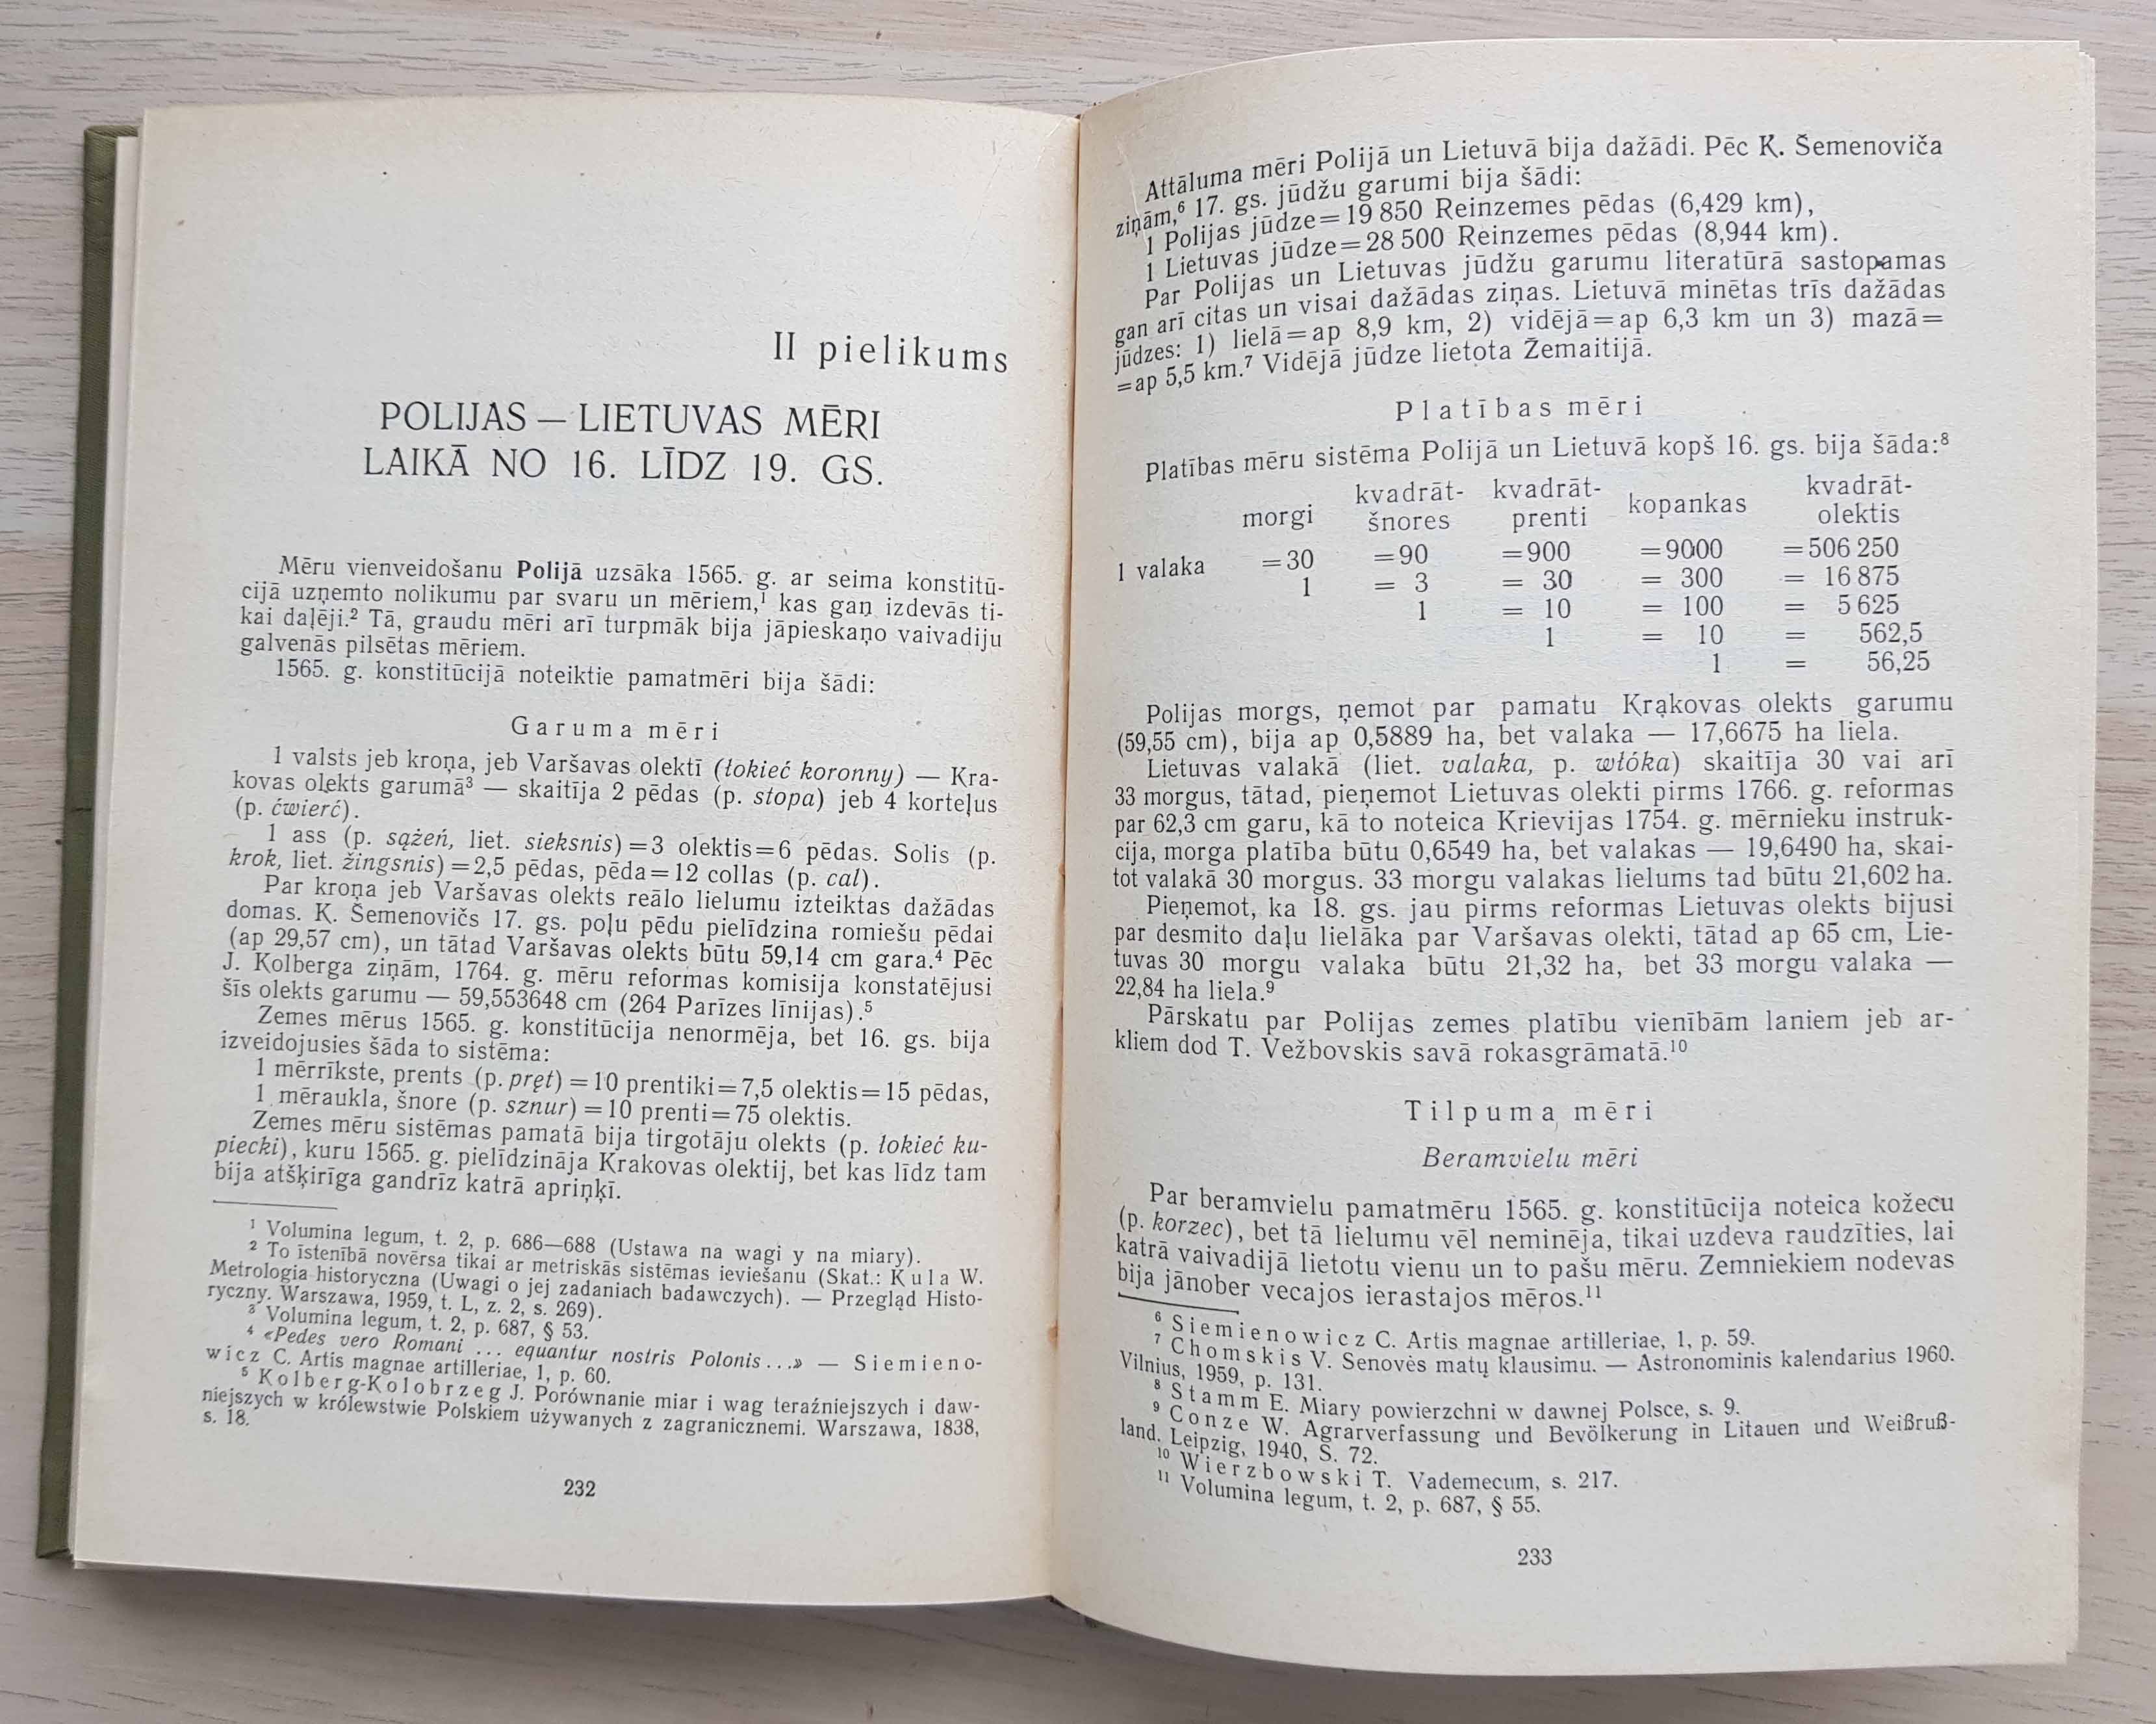 II pielikums
POLIJAS — LIETUVAS MĒRI
LAIKĀ NO 16. LĪDZ 19. GS.
Mēru vienveidošanu Polijā uzsāka 1565. g. ar seima konstitū-
cijā uzņemto nolikumu par svaru un mēriem,¹ kas gan izdevās ti-
kai daļēji.² Tā, graudu mēri arī turpmāk bija jāpieskaņo vaivadiju
galvenās pilsētas mēriem.
1565. g. konstitūcijā noteiktie pamatmēri bija šādi:
Garuma mēri
1 valsts jeb kroņa, jeb Varšavas olektī (łokieć koronny) — Kra-
kovas olekts garumā³ — skaitīja 2 pēdas (p. stopa) jeb 4 korteļus
(p. ćwierć).
1 ass (p. sążeń, liet. sieksnis)=3 olektis=6 pēdas. Solis (p.
krok, liet. žingsnis)=2,5 pēdas, pēda=12 collas (p. cal).
Par kroņa jeb Varšavas olekts reālo lielumu izteiktas dažādas
domas. Ķ. Šemenovičs 17. gs. poļu pēdu pielīdzina romiešu pēdai
(ap 29,57 cm), un tātad Varšavas olekts būtu 59,14 cm gara.⁴ Pēc
J. Kolberga ziņām, 1764. g. mēru reformas komisija konstatējusi
šīs olekts garumu — 59,553648 cm (264 Parīzes līnijas).⁵
Zemes mērus 1565. g. konstitūcija nenormēja, bet 16. gs. bija
izveidojusies šāda to sistēma:
1 mērrīkste, prents (p. pręt)=10 prentiki=7,5 olektis=15 pēdas,
1 mēraukla, šnore (p. sznur)=10 prenti=75 olektis.
Zemes mēru sistēmas pamatā bija tirgotāju olekts (p. łokieć ku-
piecki), kuru 1565. g. pielīdzināja Krakovas olektij, bet kas līdz tam
bija atšķirīga gandrīz katrā apriņķī.
¹ Volumina legum, t. 2, p. 686—688 (Ustawa na wagi y na miary).
² To īstenībā novērsa tikai ar metriskās sistēmas ieviešanu (Skat.: Kula W.
Metrologia historyczna (Uwagi o jej zadaniach badawczych). — Przegląd Histo-
ryczny. Warszawa, 1959, t. L, z. 2, s. 269).
³ Volumina legum, t. 2, p. 687, § 53.
⁴ «Pedes vero Romani ... equantur nostris Polonis...» — Siemieno-
wicz C. Artis magnae artilleriae, 1, p. 60.
⁵ Kolberg-Kolobrzeg J. Porównanie miar i wag teraźniejszych i daw-
niejszych w królewstwie Polskiem używanych z zagranicznemi. Warszawa, 1838,
s. 18.
232
Attāluma mēri Polijā un Lietuvā bija dažādi. Pēc Ķ. Šemenoviča
ziņām,⁶ 17. gs. jūdžu garumi bija šādi:
1 Polijas jūdze=19 850 Reinzemes pēdas (6,429 km),
1 Lietuvas jūdze=28 500 Reinzemes pēdas (8,944 km).
Par Polijas un Lietuvas jūdžu garumu literatūrā sastopamas
gan arī citas un visai dažādas ziņas. Lietuvā minētas trīs dažādas
jūdzes: 1) lielā=ap 8,9 km, 2) vidējā=ap 6,3 km un 3) mazā=
=ap 5,5 km.⁷ Vidējā jūdze lietota Žemaitijā.
Platības mēri
Platības mēru sistēma Polijā un Lietuvā kopš 16. gs. bija šāda:⁸
morgi kvadrāt-šnores kvadrāt-prenti kopankas kvadrāt-olektis
1 valaka =30 =90 =900 =9000 =506 250
1 = 3 = 30 = 300 = 16 875
1 = 10 = 100 = 5 625
1 = 10 = 562,5
1 = 56,25
Polijas morgs, ņemot par pamatu Krakovas olekts garumu
(59,55 cm), bija ap 0,5889 ha, bet valaka — 17,6675 ha liela.
Lietuvas valakā (liet. valaka, p. włóka) skaitīja 30 vai arī
33 morgus, tātad, pieņemot Lietuvas olekti pirms 1766. g. reformas
par 62,3 cm garu, kā to noteica Krievijas 1754. g. mērnieku instruk-
cija, morga platība būtu 0,6549 ha, bet valakas — 19,6490 ha, skai-
tot valakā 30 morgus. 33 morgu valakas lielums tad būtu 21,602 ha.
Pieņemot, ka 18. gs. jau pirms reformas Lietuvas olekts bijusi
par desmito daļu lielāka par Varšavas olekti, tātad ap 65 cm, Lie-
tuvas 30 morgu valaka būtu 21,32 ha, bet 33 morgu valaka —
22,84 ha liela.⁹
Pārskatu par Polijas zemes platību vienībām laniem jeb ar-
kliem dod T. Vežbovskis savā rokasgrāmatā.¹⁰
Tilpuma mēri
Beramvielu mēri
Par beramvielu pamatmēru 1565. g. konstitūcija noteica kožecu
(p. korzec), bet tā lielumu vēl neminēja, tikai uzdeva raudzīties, lai
katrā vaivadijā lietotu vienu un to pašu mēru. Zemniekiem nodevas
bija jānober vecajos ierastajos mēros.¹¹
⁶ Siemienowicz C. Artis magnae artilleriae, 1, p. 59.
⁷ Chomskis V. Senovės matų klausimu. — Astronominis kalendarius 1960.
Vilnius, 1959, p. 131.
⁸ Stamm E. Miary powierzchni w dawnej Polsce, s. 9.
⁹ Conze W. Agrarverfassung und Bevölkerung in Litauen und Weißruß-
land. Leipzig, 1940, S. 72.
¹⁰ Wierzbowski T. Vademecum, s. 217.
¹¹ Volumina legum, t. 2, p. 687, § 55.
233